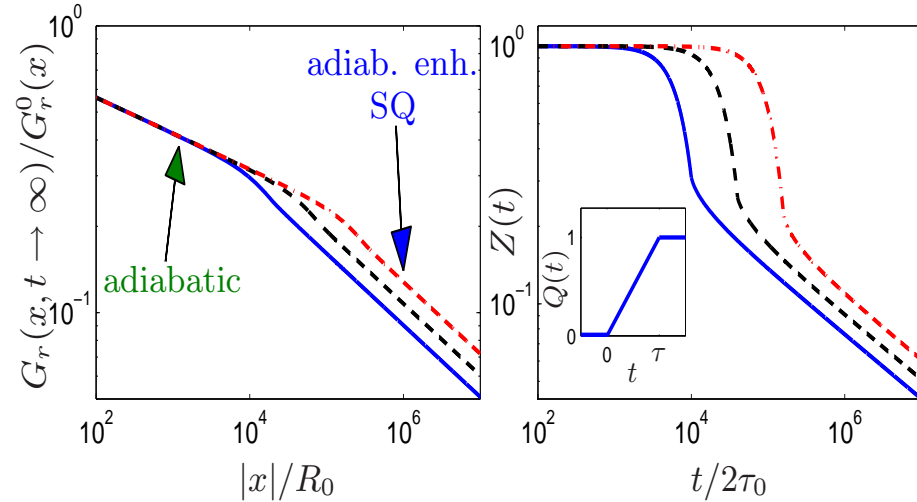 G_r(x, t → ∞)/G_r^0(x)
10^0
10^{-1}
adiab. enh.
SQ
adiabatic
10^2
10^4
10^6
|x|/R_0
Z(t)
10^0
10^{-1}
Q(t)
1
0
0
τ
t
10^2
10^4
10^6
t/2τ_0